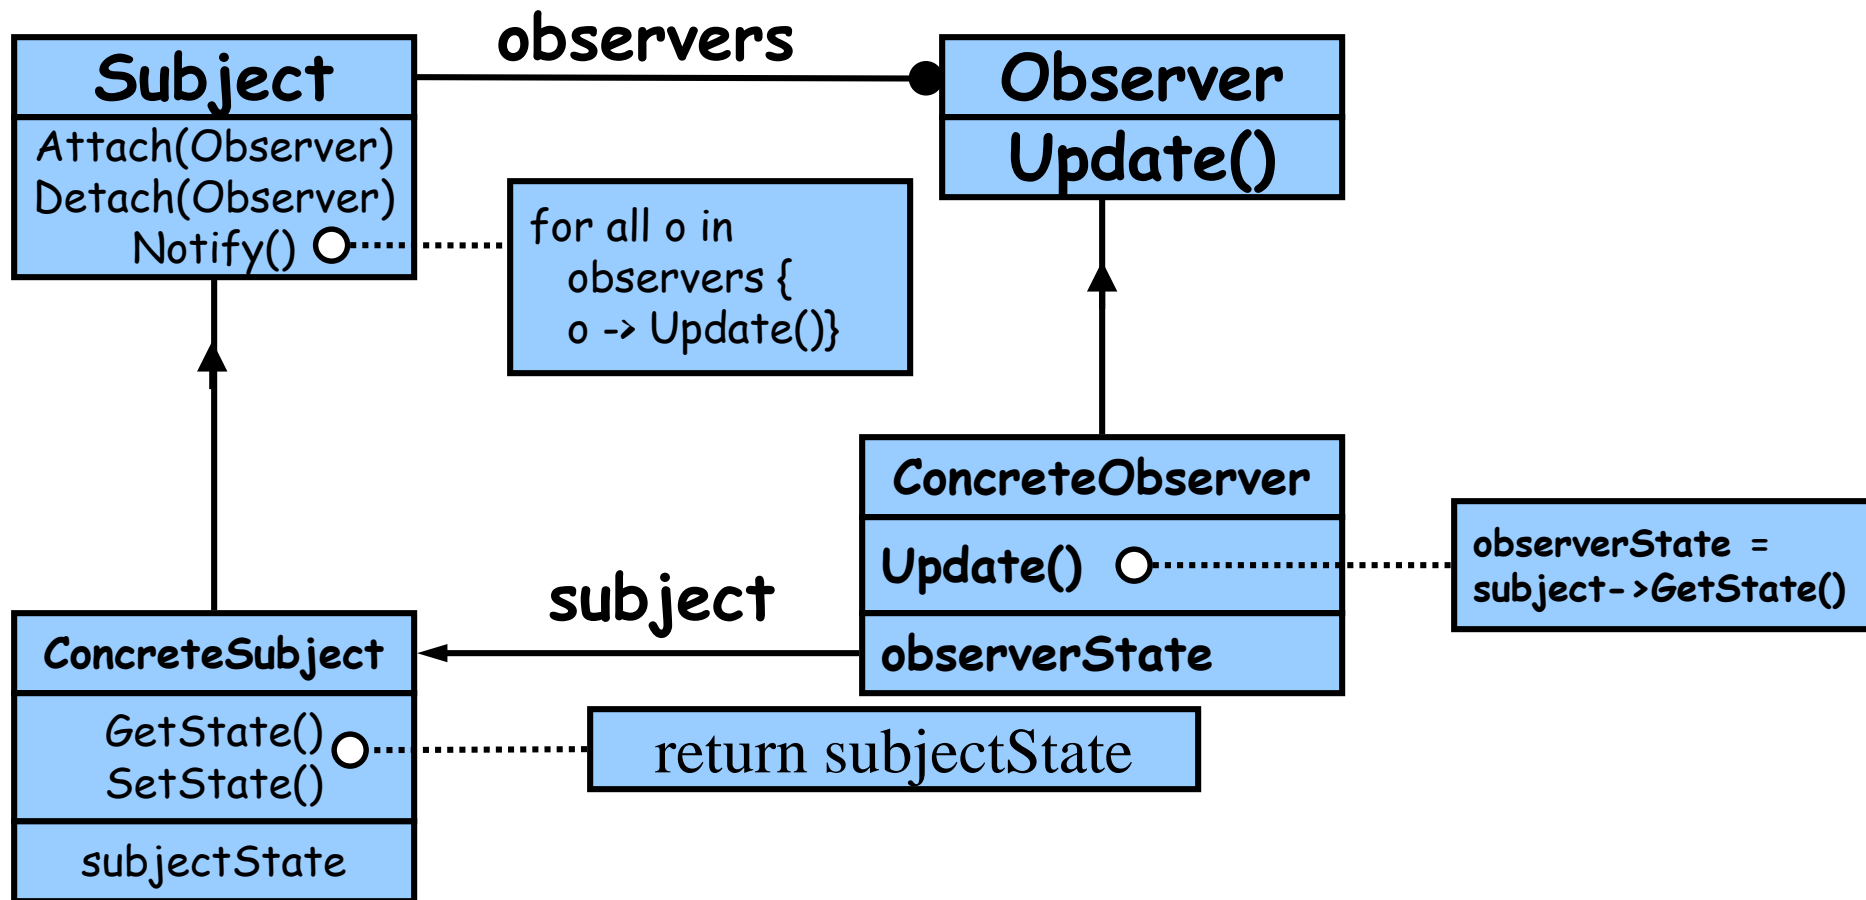 observers
Subject
Attach(Observer)
Detach(Observer)
Notify()
for all o in
observers {
o -> Update()}
Observer
Update()
ConcreteObserver
Update()
observerState
observerState =
subject->GetState()
subject
ConcreteSubject
GetState()
SetState()
subjectState
return subjectState